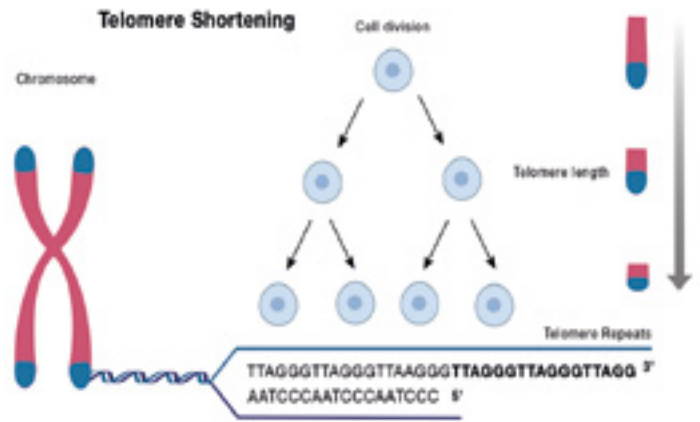 Telomere Shortening
Cell division
Chromosome
Telomere length
Telomere Repeats
TTAGGGTTAGGGTTAAGGGTTAGGGTTAGGGTTAGG 3'
AATCCCAATCCCAATCCC 5'